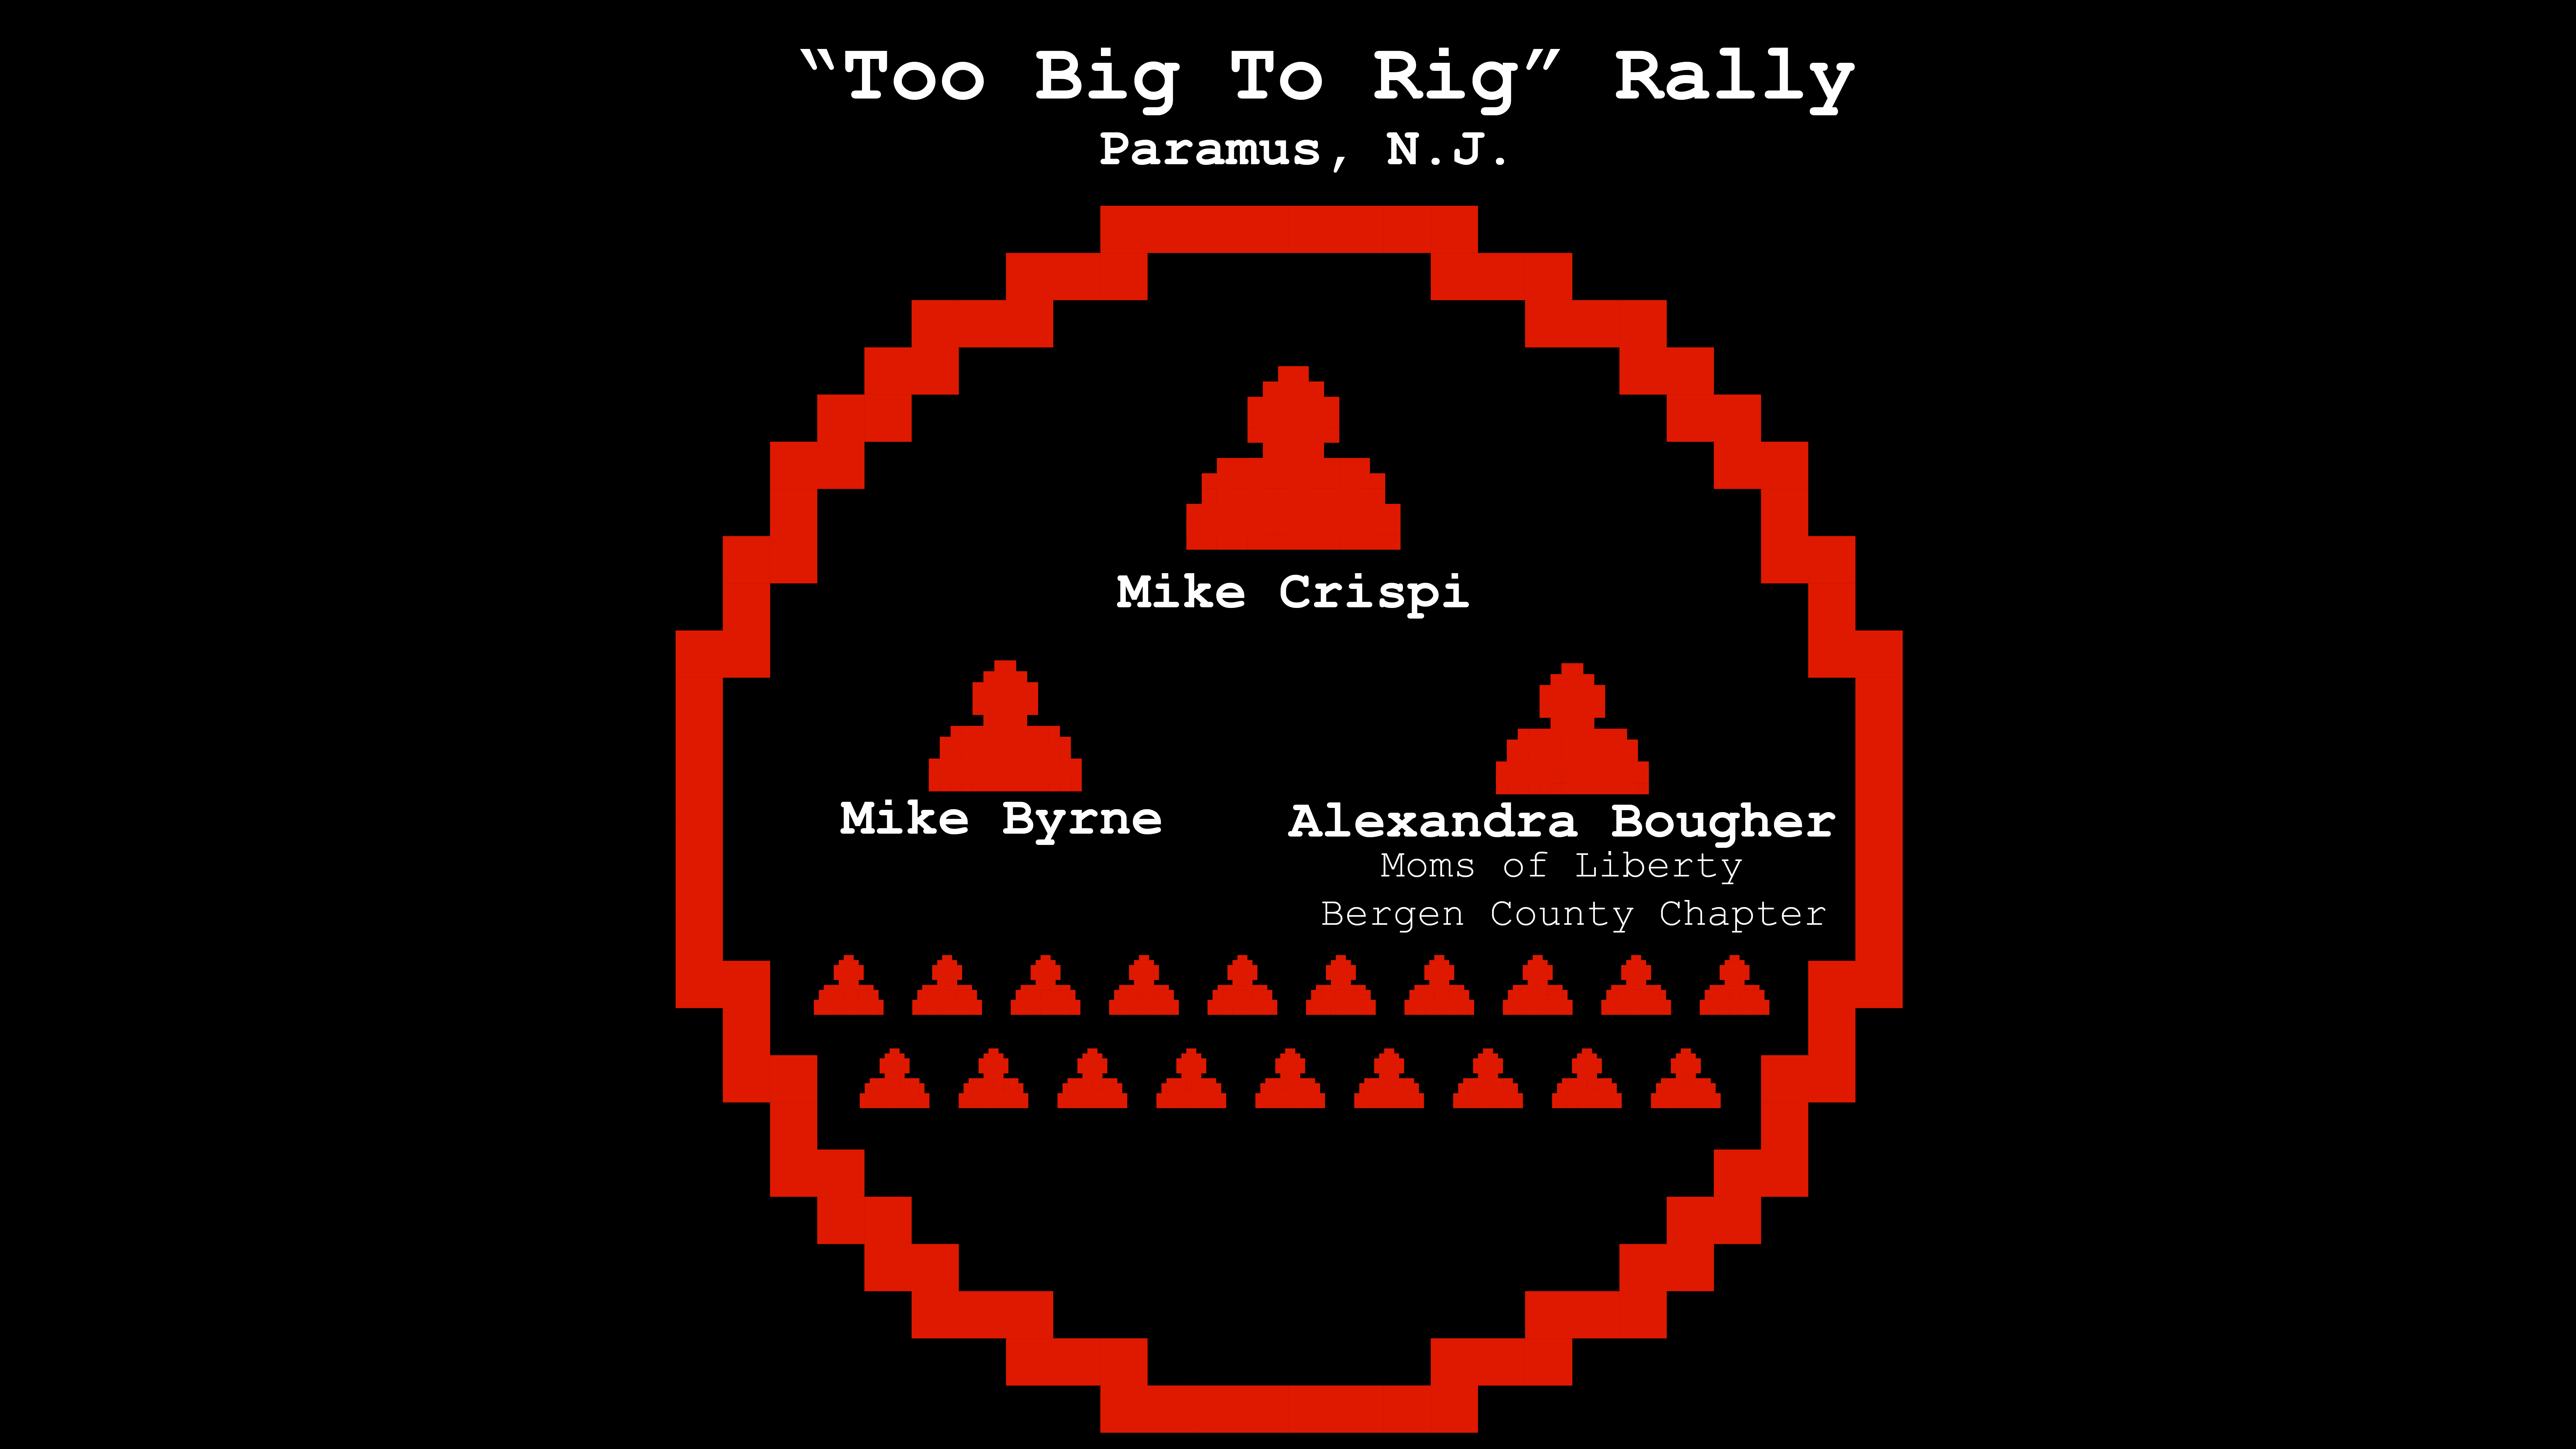 “Too Big To Rig” Rally
Paramus, N.J.
Mike Crispi
Mike Byrne
Alexandra Bougher
Moms of Liberty
Bergen County Chapter